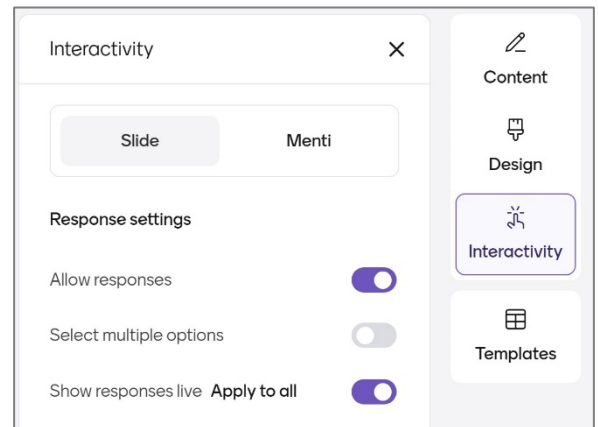 Interactivity
Slide
Menti
Response settings
Allow responses
Select multiple options
Show responses live Apply to all
Content
Design
Interactivity
Templates